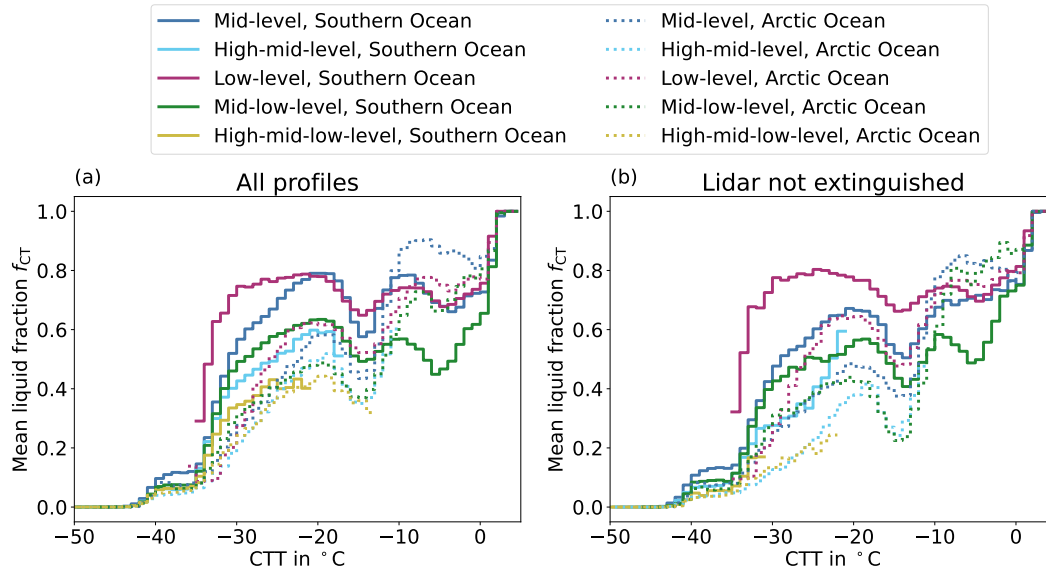 Mid-level, Southern Ocean
High-mid-level, Southern Ocean
Low-level, Southern Ocean
Mid-low-level, Southern Ocean
High-mid-low-level, Southern Ocean
Mid-level, Arctic Ocean
High-mid-level, Arctic Ocean
Low-level, Arctic Ocean
Mid-low-level, Arctic Ocean
High-mid-low-level, Arctic Ocean
(a)
All profiles
Mean liquid fraction f_CT
1.0
0.8
0.6
0.4
0.2
0.0
−50 −40 −30 −20 −10 0
CTT in °C
(b)
Lidar not extinguished
Mean liquid fraction f_CT
1.0
0.8
0.6
0.4
0.2
0.0
−50 −40 −30 −20 −10 0
CTT in °C